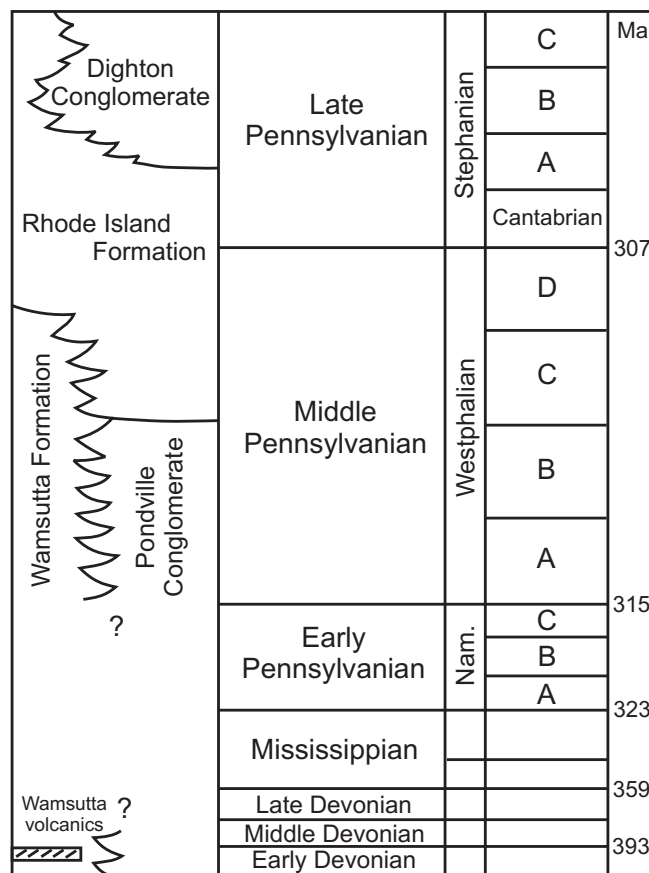 Dighton
Conglomerate
Rhode Island
Formation
Wamsutta Formation
Pondville
Conglomerate
?
Wamsutta
volcanics
?
Late
Pennsylvanian
Middle
Pennsylvanian
Early
Pennsylvanian
Mississippian
Late Devonian
Middle Devonian
Early Devonian
Stephanian
Westphalian
Nam.
C
B
A
Cantabrian
D
C
B
A
C
B
A
Ma
307
315
323
359
393